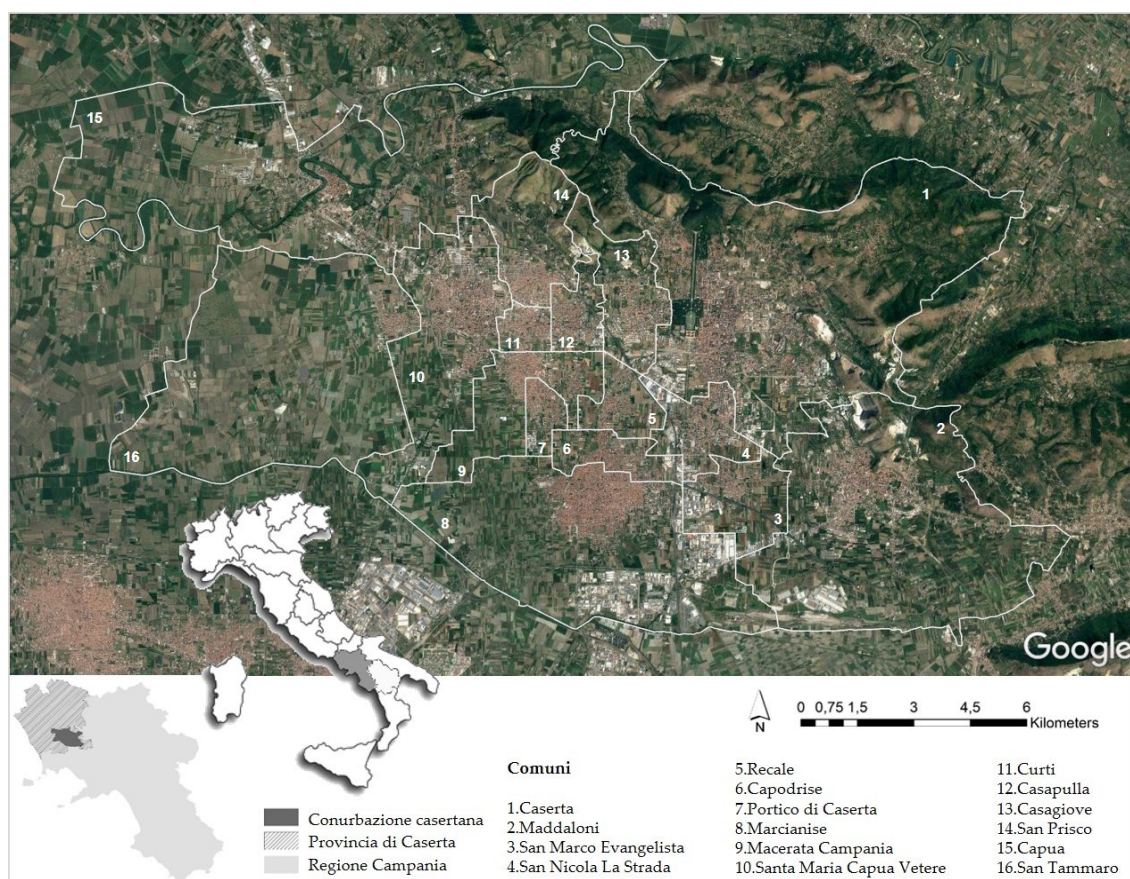 15
1
14
13
11
12
10
5
2
7
6
4
16
9
8
3
Google
0 0,75 1,5 3 4,5 6
Kilometers
N
Conurbazione casertana
Provincia di Caserta
Regione Campania
Comuni
1.Caserta
2.Maddaloni
3.San Marco Evangelista
4.San Nicola La Strada
5.Recale
6.Capodrise
7.Portico di Caserta
8.Marcianise
9.Macerata Campania
10.Santa Maria Capua Vetere
11.Curti
12.Casapulla
13.Casagiove
14.San Prisco
15.Capua
16.San Tammaro